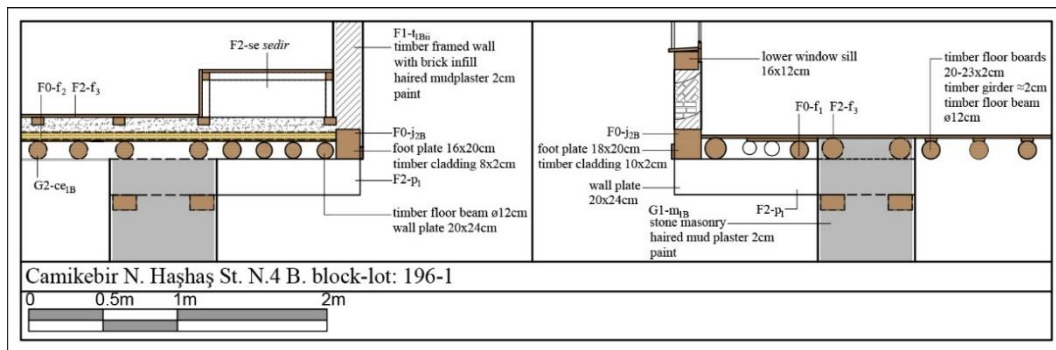 F1-t1Bii
timber framed wall
with brick infill
haired mudplaster 2cm
paint
F2-se sedir
F0-f2 F2-f3
F0-j2B
foot plate 16x20cm
timber cladding 8x2cm
F2-p1
G2-ce1B
timber floor beam ø12cm
wall plate 20x24cm
lower window sill
16x12cm
timber floor boards
20-23x2cm
timber girder ≈2cm
timber floor beam
ø12cm
F0-f1 F2-f3
F0-j2B
foot plate 18x20cm
timber cladding 10x2cm
wall plate
20x24cm
G1-m1B
stone masonry
haired mud plaster 2cm
paint
F2-p1
Camikebir N. Haşhaş St. N.4 B. block-lot: 196-1
0 0.5m 1m 2m